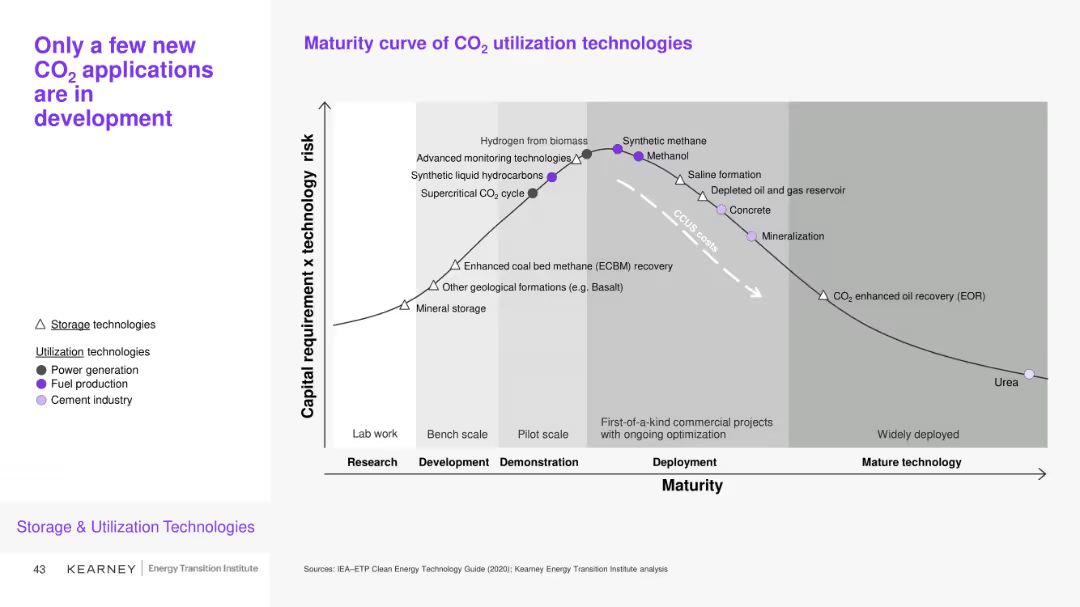 Only a few new
CO2 applications
are in
development
Storage technologies
Utilization technologies
Power generation
Fuel production
Cement industry
Storage & Utilization Technologies
43 KEARNEY Energy Transition Institute
Maturity curve of CO2 utilization technologies
Capital requirement x technology risk
Hydrogen from biomass
Advanced monitoring technologies
Synthetic liquid hydrocarbons
Supercritical CO2 cycle
Enhanced coal bed methane (ECBM) recovery
Other geological formations (e.g. Basalt)
Mineral storage
Synthetic methane
Methanol
Saline formation
Depleted oil and gas reservoir
Concrete
Mineralization
CCUS costs
CO2 enhanced oil recovery (EOR)
Urea
Lab work
Bench scale
Pilot scale
First-of-a-kind commercial projects
with ongoing optimization
Widely deployed
Research
Development
Demonstration
Deployment
Mature technology
Maturity
Sources: IEA–ETP Clean Energy Technology Guide (2020); Kearney Energy Transition Institute analysis